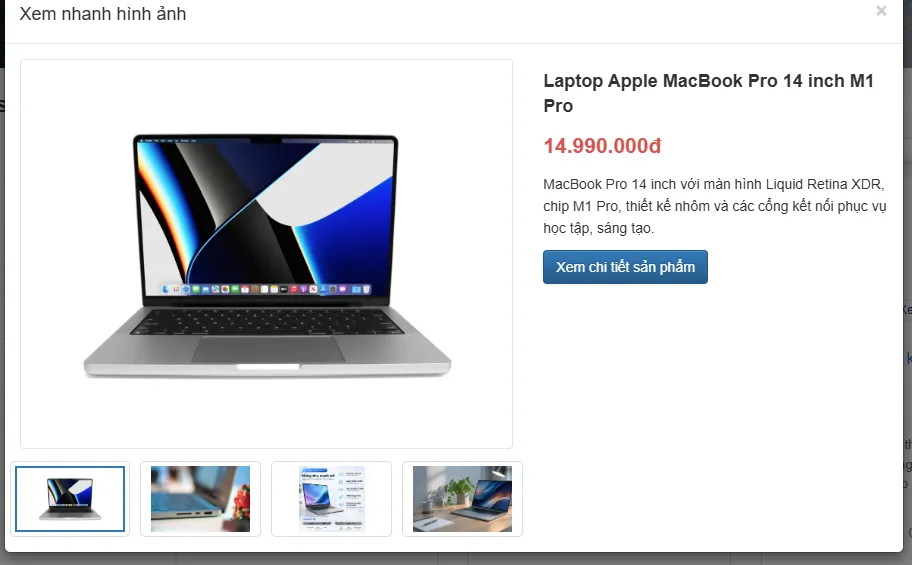 Xem nhanh hình ảnh
×
Laptop Apple MacBook Pro 14 inch M1
Pro
14.990.000đ
MacBook Pro 14 inch với màn hình Liquid Retina XDR,
chip M1 Pro, thiết kế nhôm và các cổng kết nối phục vụ
học tập, sáng tạo.
Xem chi tiết sản phẩm